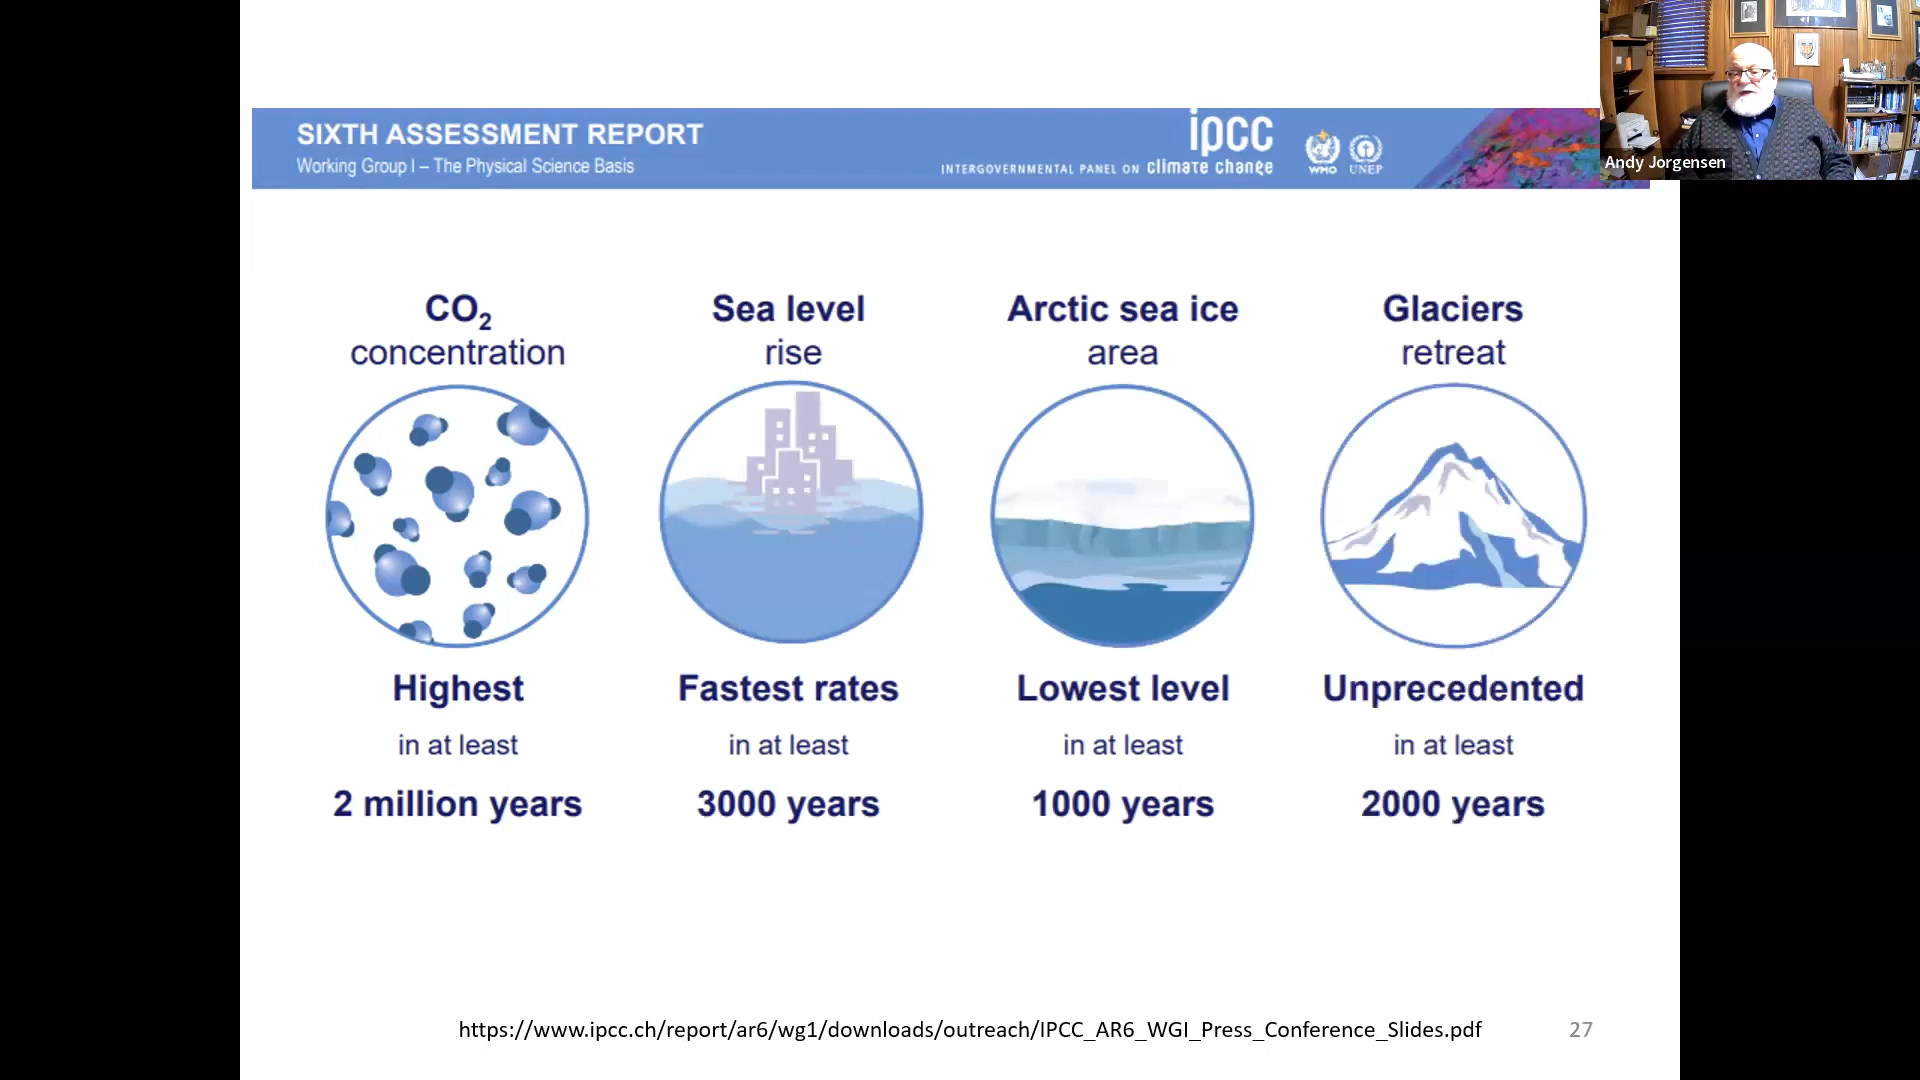 SIXTH ASSESSMENT REPORT
Working Group I – The Physical Science Basis
ipcc
INTERGOVERNMENTAL PANEL ON climate change
WMO
UNEP
Andy Jorgensen
CO₂
concentration
Highest
in at least
2 million years
Sea level
rise
Fastest rates
in at least
3000 years
Arctic sea ice
area
Lowest level
in at least
1000 years
Glaciers
retreat
Unprecedented
in at least
2000 years
https://www.ipcc.ch/report/ar6/wg1/downloads/outreach/IPCC_AR6_WGI_Press_Conference_Slides.pdf
27